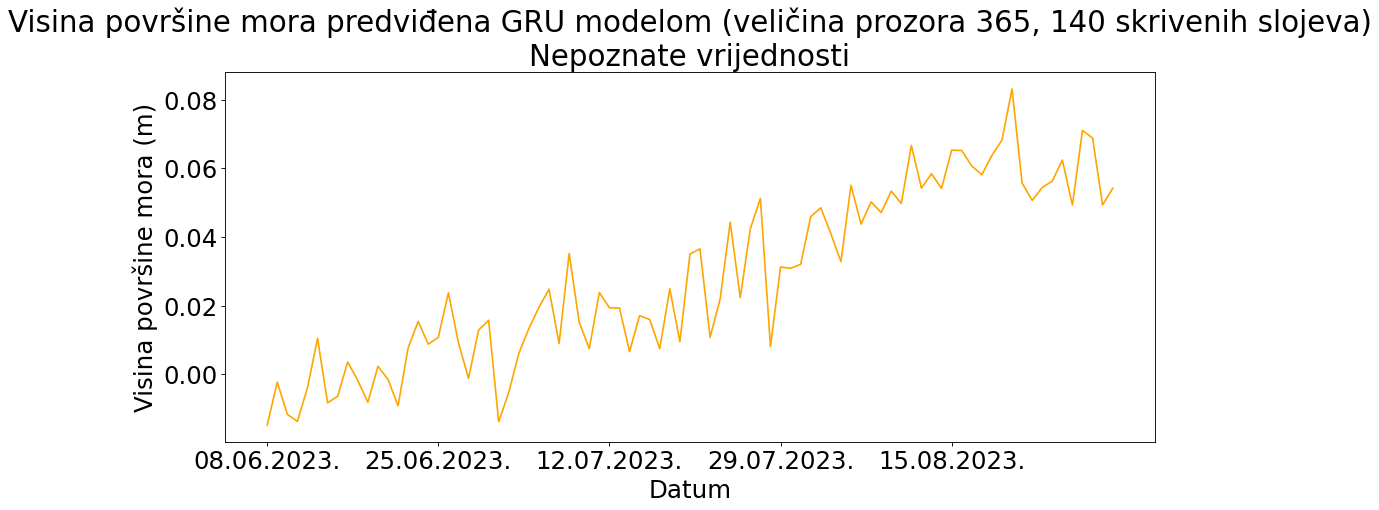 Visina površine mora predviđena GRU modelom (veličina prozora 365, 140 skrivenih slojeva)
Nepoznate vrijednosti
Visina površine mora (m)
0.08
0.06
0.04
0.02
0.00
08.06.2023.
25.06.2023.
12.07.2023.
29.07.2023.
15.08.2023.
Datum